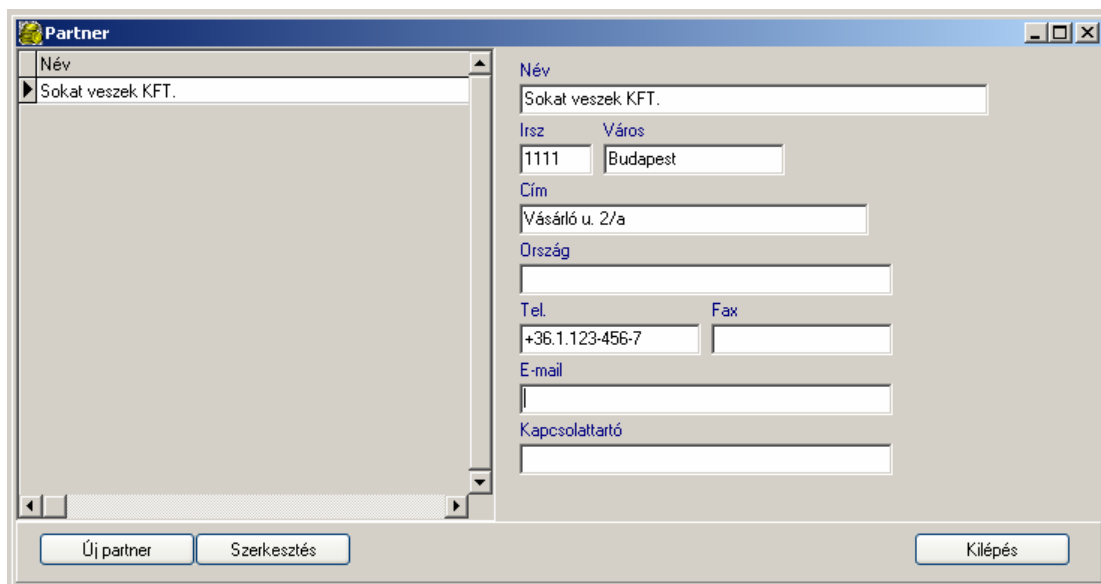 Partner
Név
Sokat veszek KFT.
Név
Sokat veszek KFT.
Irsz Város
1111 Budapest
Cím
Vásárló u. 2/a
Ország
Tel. Fax
+36.1.123-456-7
E-mail
Kapcsolattartó
Új partner Szerkesztés Kilépés